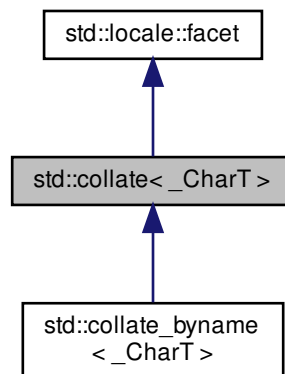 std::locale::facet
std::collate< _CharT >
std::collate_byname
< _CharT >